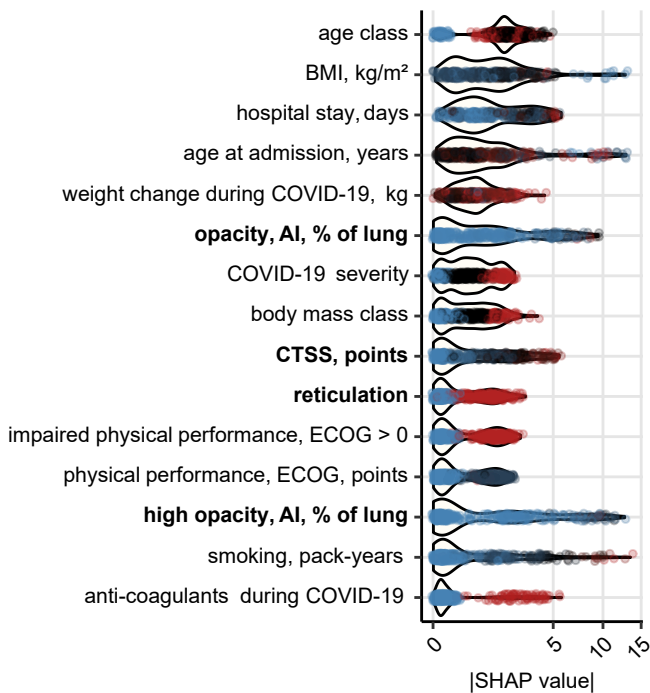 age class
BMI, kg/m²
hospital stay, days
age at admission, years
weight change during COVID-19, kg
opacity, AI, % of lung
COVID-19 severity
body mass class
CTSS, points
reticulation
impaired physical performance, ECOG > 0
physical performance, ECOG, points
high opacity, AI, % of lung
smoking, pack-years
anti-coagulants during COVID-19
0 5 10 15
|SHAP value|